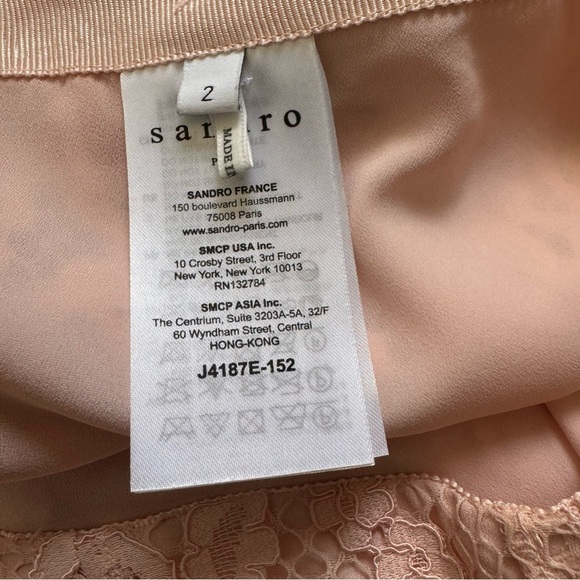 2
sandro
MADE I
P
SANDRO FRANCE
150 boulevard Haussmann
75008 Paris
www.sandro-paris.com
SMCP USA Inc.
10 Crosby Street, 3rd Floor
New York, New York 10013
RN132784
SMCP ASIA Inc.
The Centrium, Suite 3203A-5A, 32/F
60 Wyndham Street, Central
HONG-KONG
J4187E-152